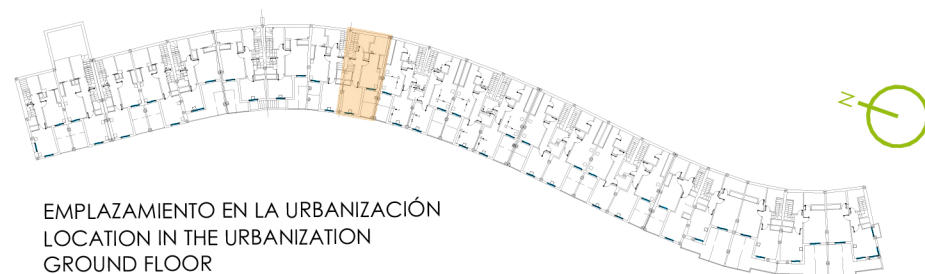 N
EMPLAZAMIENTO EN LA URBANIZACIÓN
LOCATION IN THE URBANIZATION
GROUND FLOOR